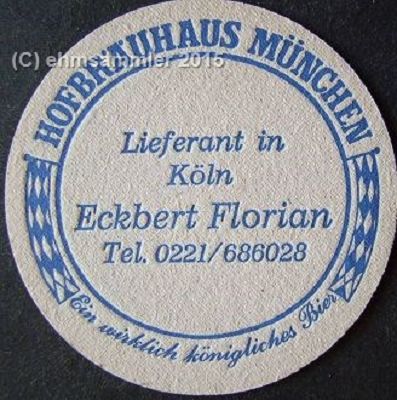 (C) ehmsammler 2015
HOFBRÄUHAUS MÜNCHEN
Lieferant in
Köln
Eckbert Florian
Tel. 0221/686028
Ein wirklich königliches Bier